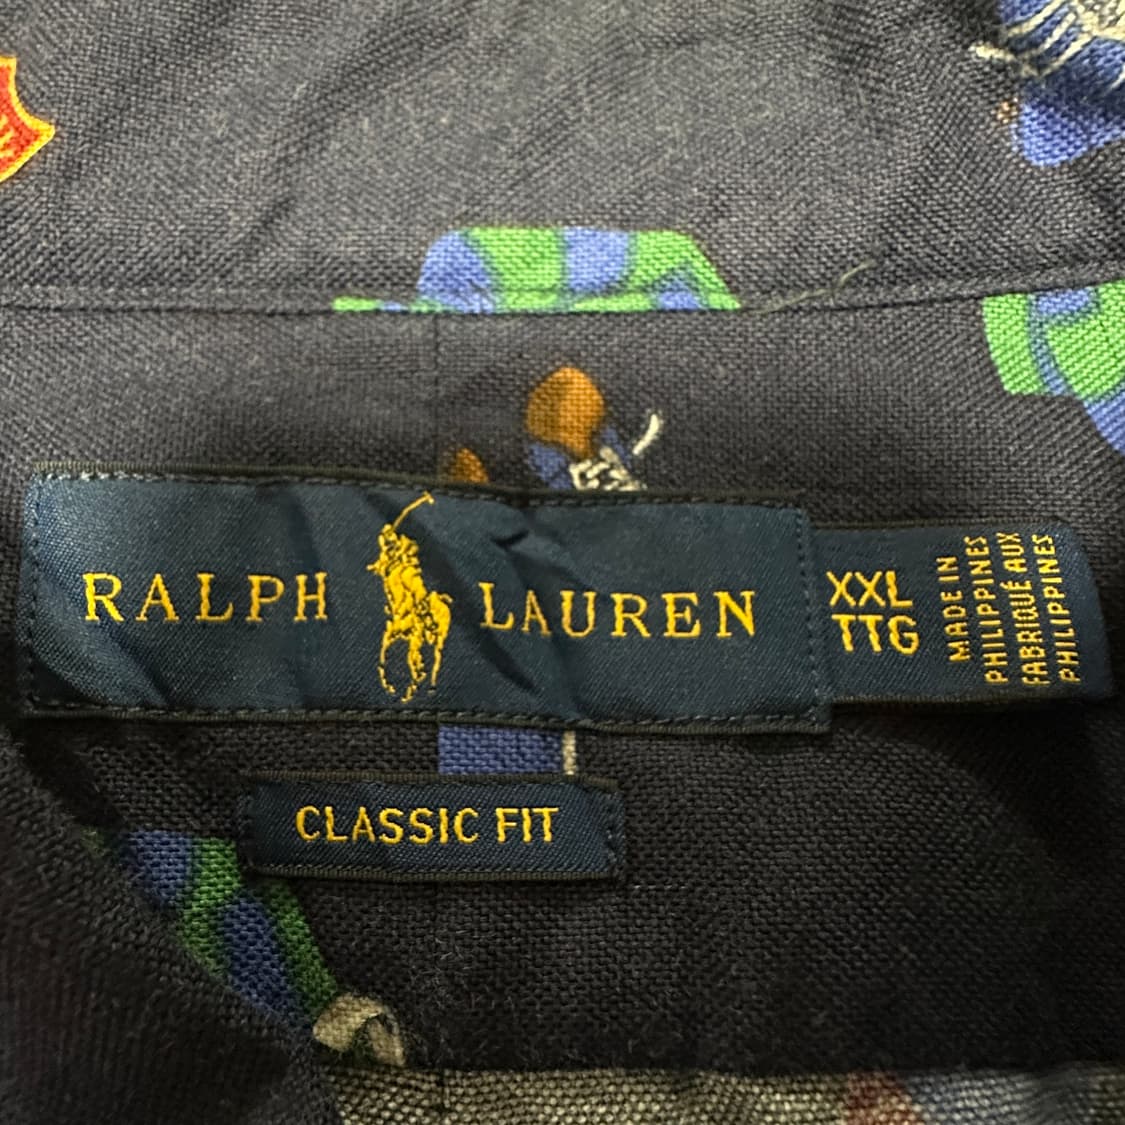 RALPH LAUREN
XXL
TTG
MADE IN
PHILIPPINES
FABRIQUÉ AUX
PHILIPPINES
CLASSIC FIT